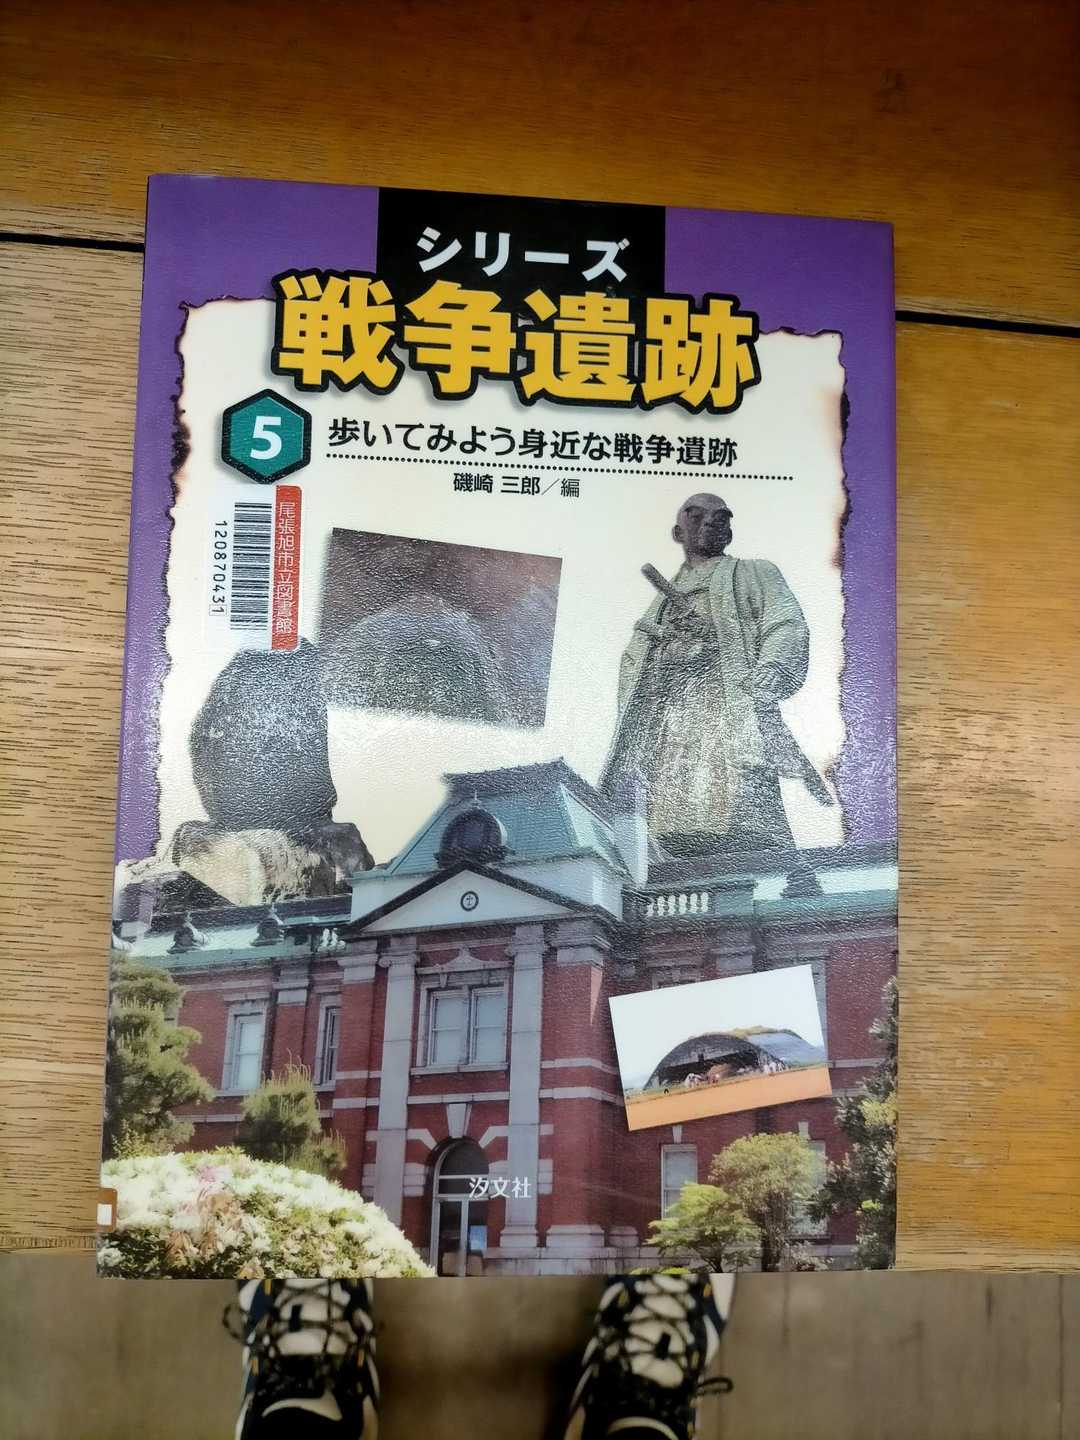 シリーズ
戦争遺跡
5
歩いてみよう身近な戦争遺跡
磯崎 三郎／編
尾張旭市立図書館
120870431
汐文社